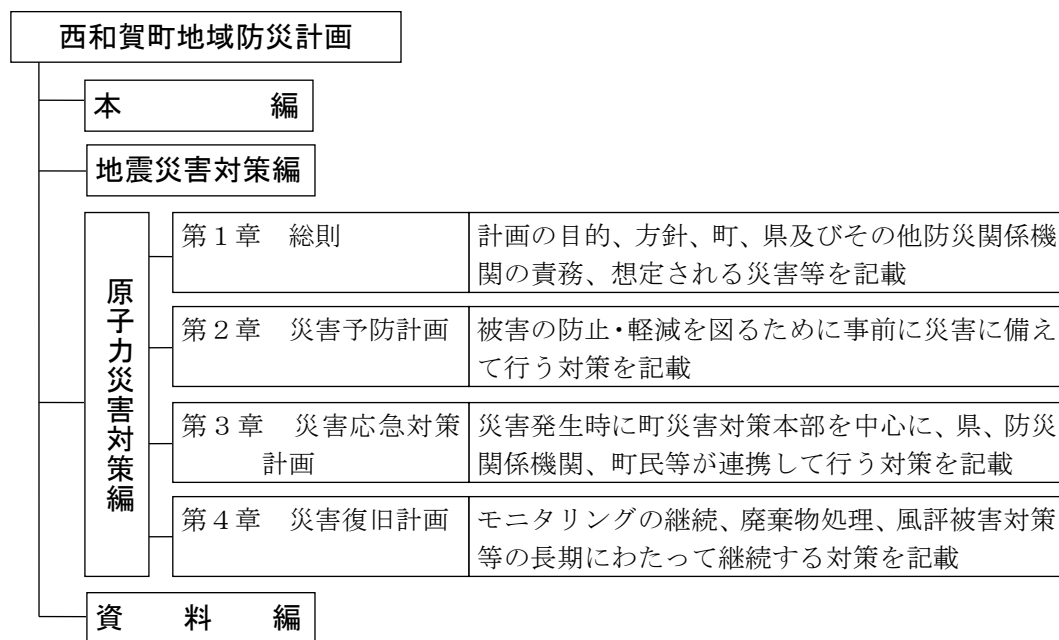 西和賀町地域防災計画
本編
地震災害対策編
原子力災害対策編
第1章 総則
計画の目的、方針、町、県及びその他防災関係機
関の責務、想定される災害等を記載
第2章 災害予防計画
被害の防止・軽減を図るために事前に災害に備え
て行う対策を記載
第3章 災害応急対策
計画
災害発生時に町災害対策本部を中心に、県、防災
関係機関、町民等が連携して行う対策を記載
第4章 災害復旧計画
モニタリングの継続、廃棄物処理、風評被害対策
等の長期にわたって継続する対策を記載
資料編